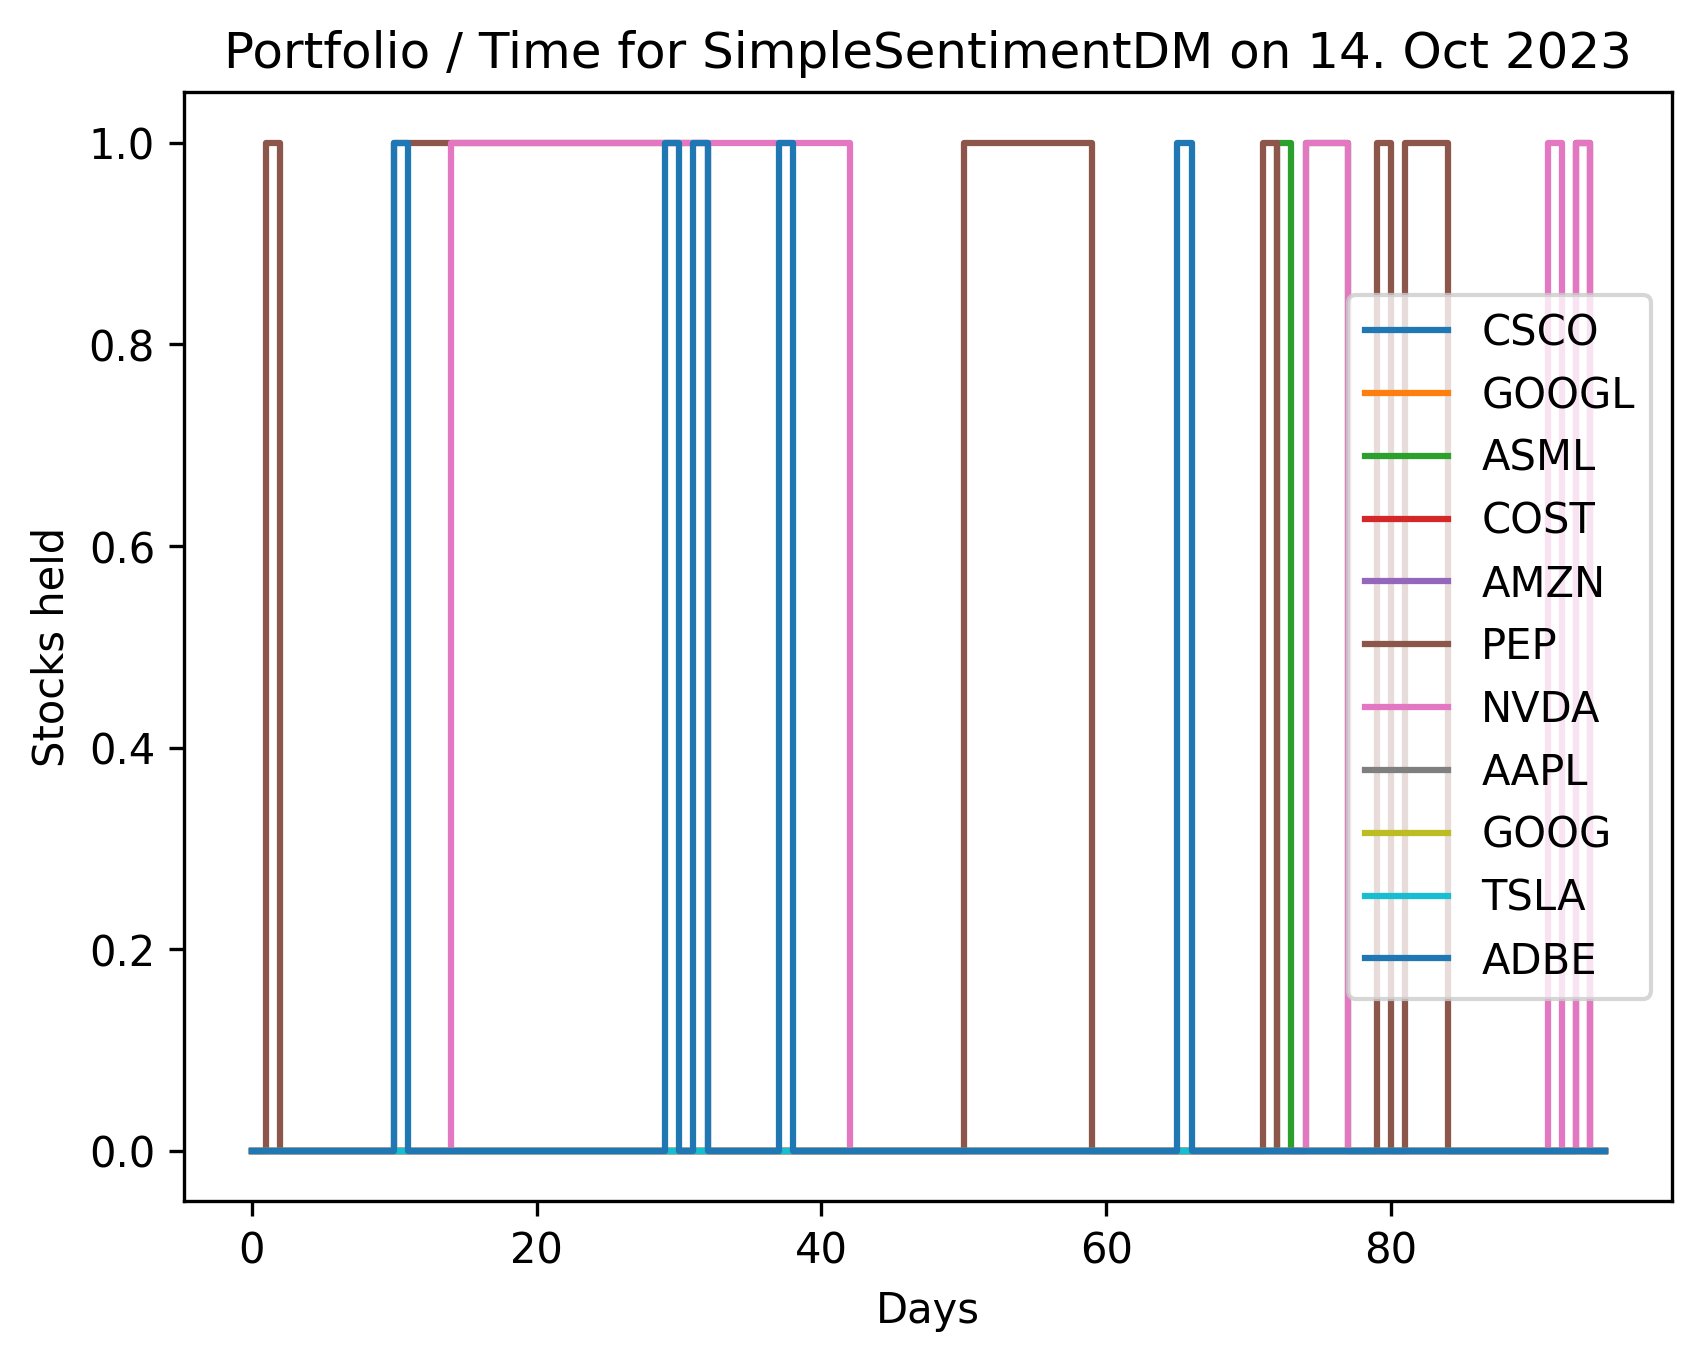 Portfolio / Time for SimpleSentimentDM on 14. Oct 2023
1.0
0.8
0.6
0.4
0.2
0.0
Stocks held
CSCO
GOOGL
ASML
COST
AMZN
PEP
NVDA
AAPL
GOOG
TSLA
ADBE
0 20 40 60 80
Days